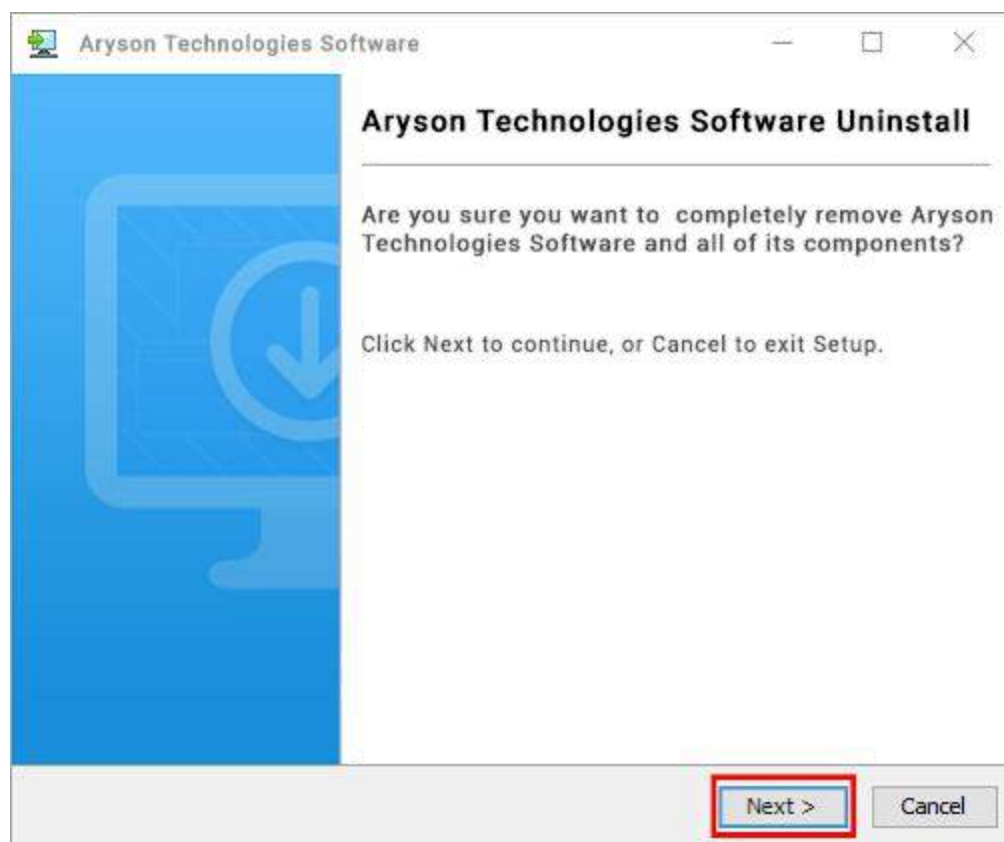 Aryson Technologies Software
Aryson Technologies Software Uninstall
Are you sure you want to  completely remove Aryson
Technologies Software and all of its components?
Click Next to continue, or Cancel to exit Setup.
Next >
Cancel